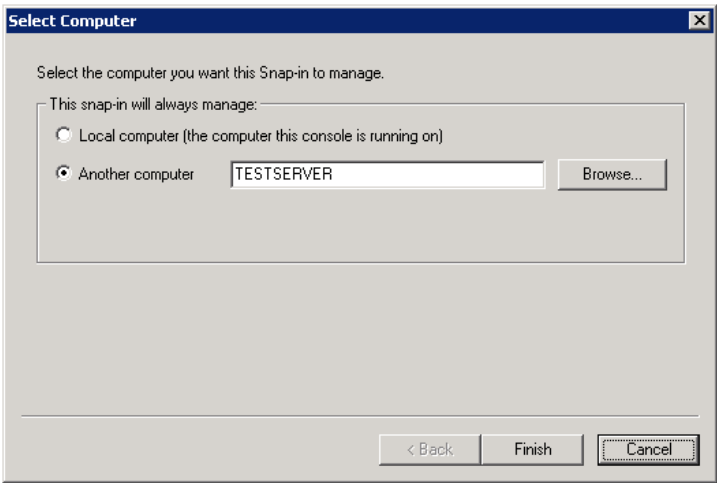 Select Computer
Select the computer you want this Snap-in to manage.
This snap-in will always manage:
Local computer (the computer this console is running on)
Another computer TESTSERVER Browse...
< Back Finish Cancel